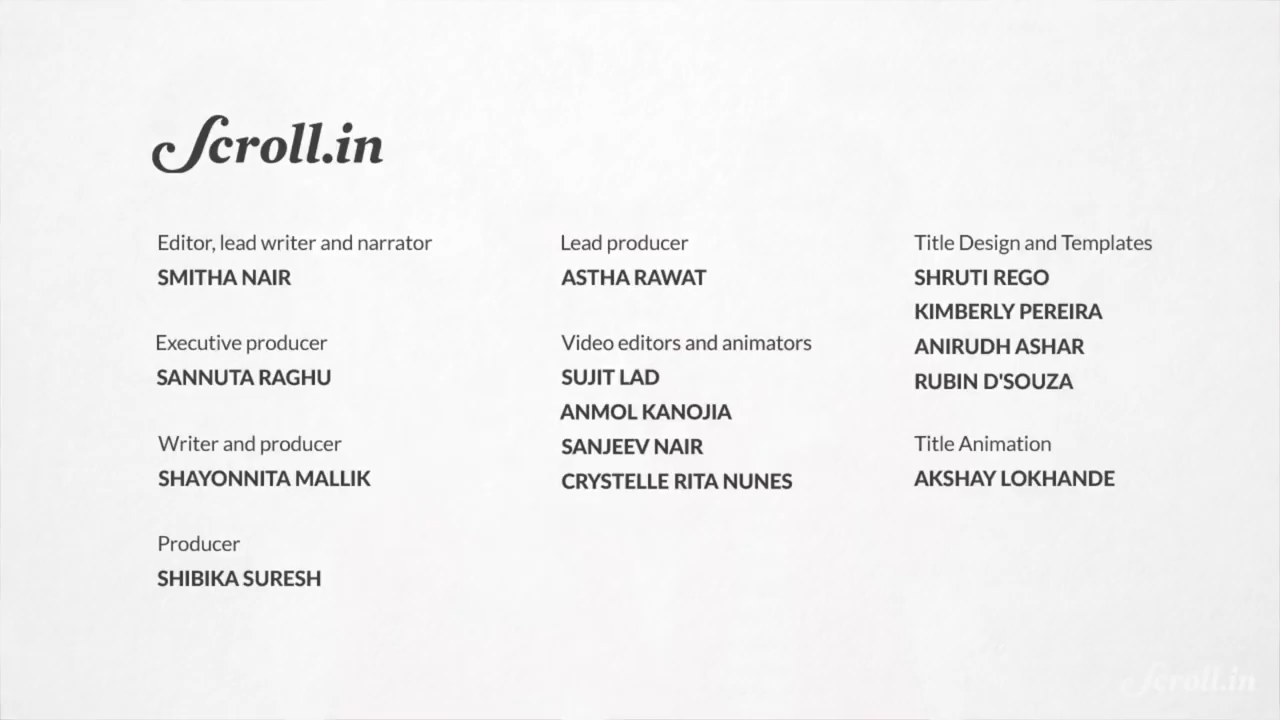 Scroll.in
Editor, lead writer and narrator
SMITHA NAIR
Executive producer
SANNUTA RAGHU
Writer and producer
SHAYONNITA MALLIK
Producer
SHIBIKA SURESH
Lead producer
ASTHA RAWAT
Video editors and animators
SUJIT LAD
ANMOL KANOJIA
SANJEEV NAIR
CRYSTELLE RITA NUNES
Title Design and Templates
SHRUTI REGO
KIMBERLY PEREIRA
ANIRUDH ASHAR
RUBIN D'SOUZA
Title Animation
AKSHAY LOKHANDE
Scroll.in